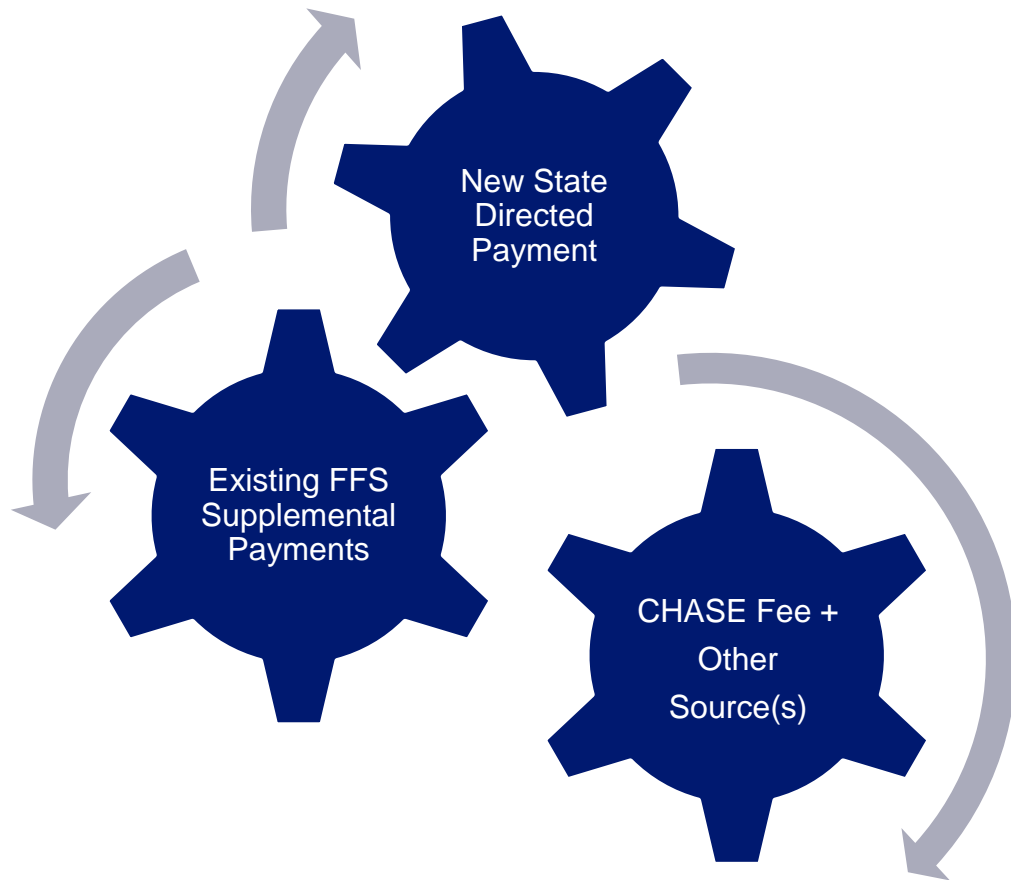 New State
Directed
Payment
Existing FFS
Supplemental
Payments
CHASE Fee +
Other
Source(s)